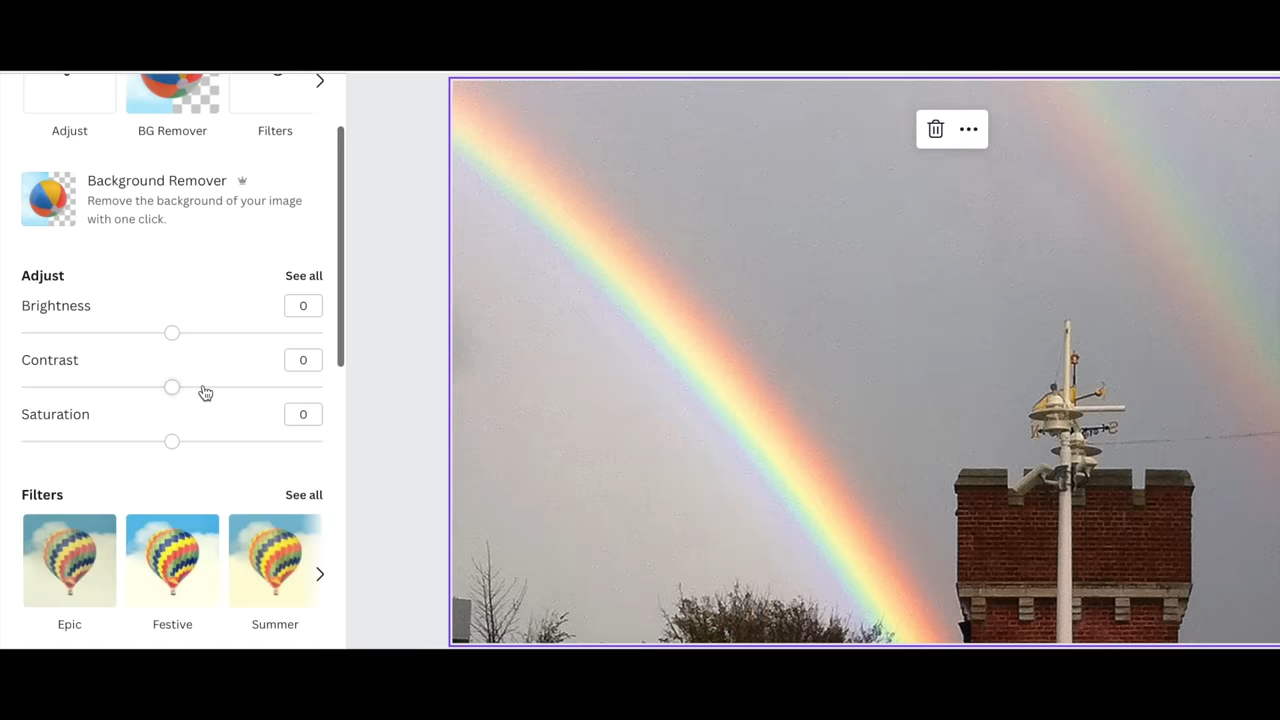 Adjust
BG Remover
Filters
Background Remover
Remove the background of your image
with one click.
Adjust
See all
Brightness
0
Contrast
0
Saturation
0
Filters
See all
Epic
Festive
Summer